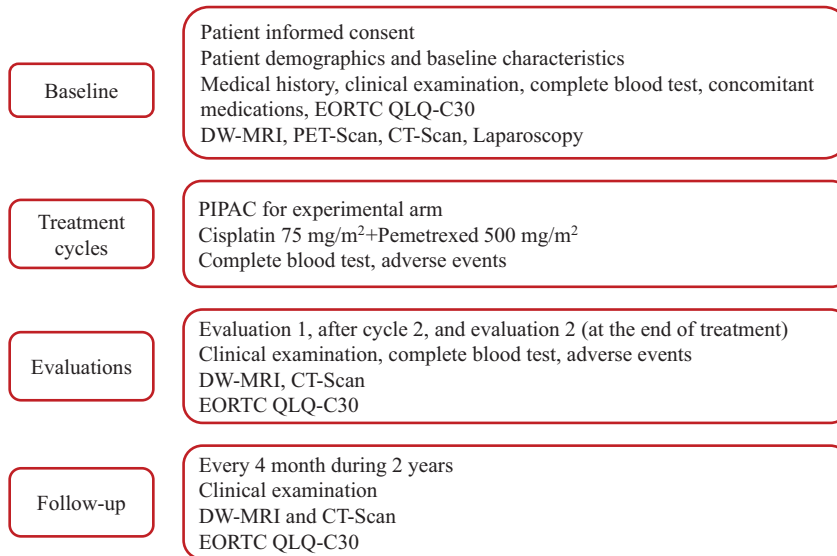 Baseline
Patient informed consent
Patient demographics and baseline characteristics
Medical history, clinical examination, complete blood test, concomitant
medications, EORTC QLQ-C30
DW-MRI, PET-Scan, CT-Scan, Laparoscopy
Treatment
cycles
PIPAC for experimental arm
Cisplatin 75 mg/m²+Pemetrexed 500 mg/m²
Complete blood test, adverse events
Evaluations
Evaluation 1, after cycle 2, and evaluation 2 (at the end of treatment)
Clinical examination, complete blood test, adverse events
DW-MRI, CT-Scan
EORTC QLQ-C30
Follow-up
Every 4 month during 2 years
Clinical examination
DW-MRI and CT-Scan
EORTC QLQ-C30